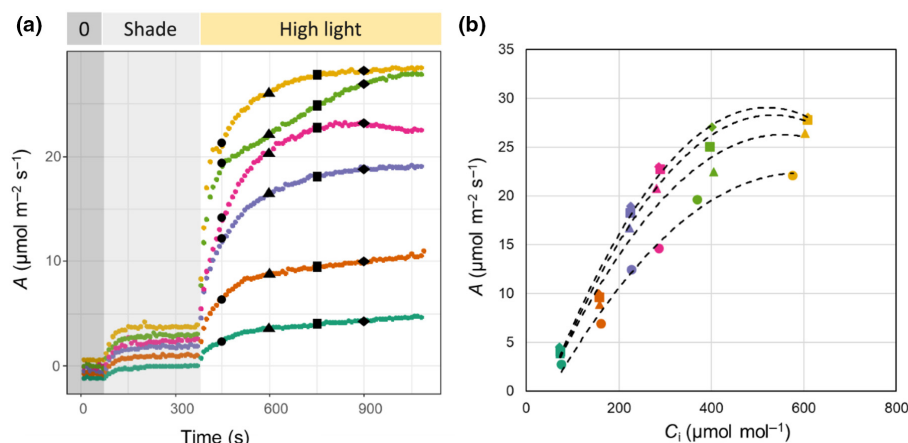 (a)
0 Shade High light
20
10
0
A (μmol m⁻² s⁻¹)
0 300 600 900
Time (s)
(b)
35
30
25
20
15
10
5
0
A (μmol m⁻² s⁻¹)
0 200 400 600 800
Cᵢ (μmol mol⁻¹)